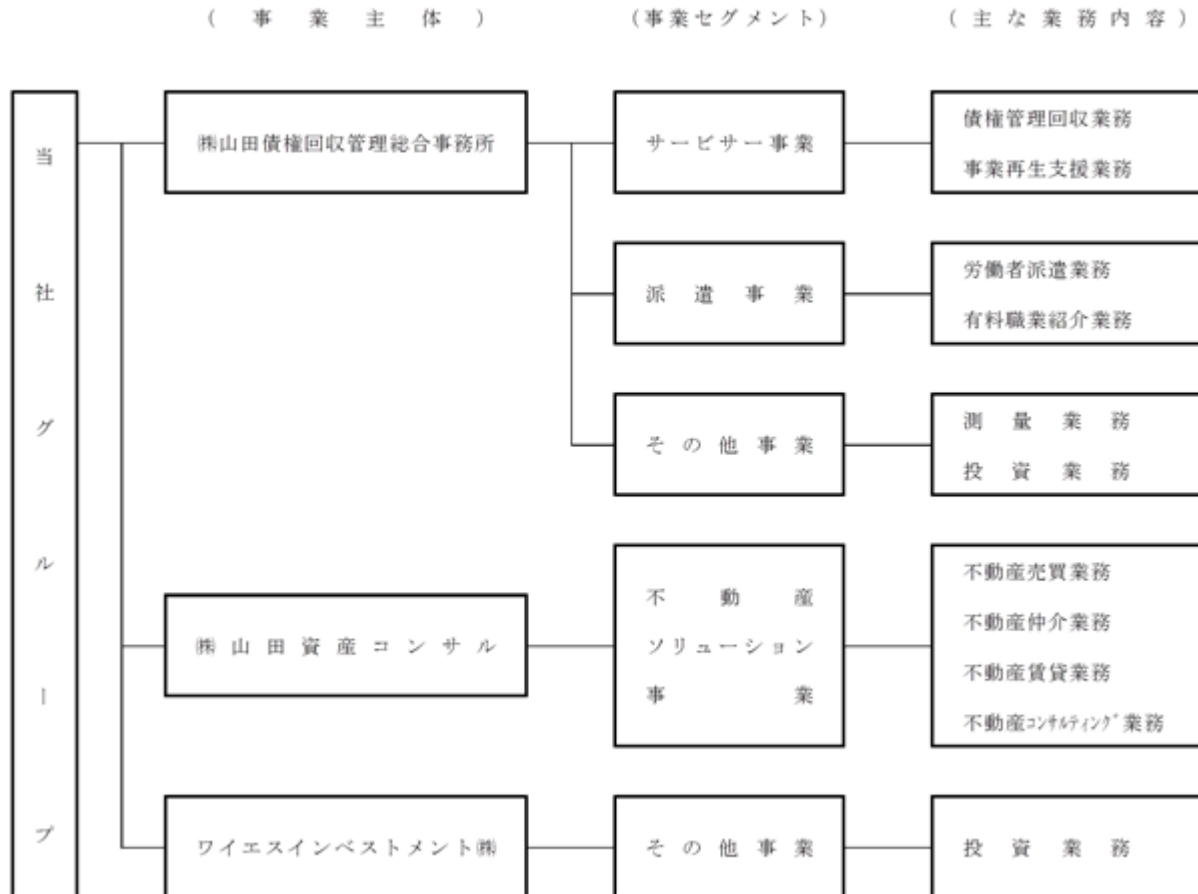 (事業主体) (事業セグメント) (主な業務内容)
当社グループ
㈱山田債権回収管理総合事務所
サービサー事業
債権管理回収業務
事業再生支援業務
派遣事業
労働者派遣業務
有料職業紹介業務
その他事業
測量業務
投資業務
㈱山田資産コンサル
不動産
ソリューション
事業
不動産売買業務
不動産仲介業務
不動産賃貸業務
不動産ｺﾝｻﾙﾃｨﾝｸﾞ業務
ワイエスインベストメント㈱
その他事業
投資業務